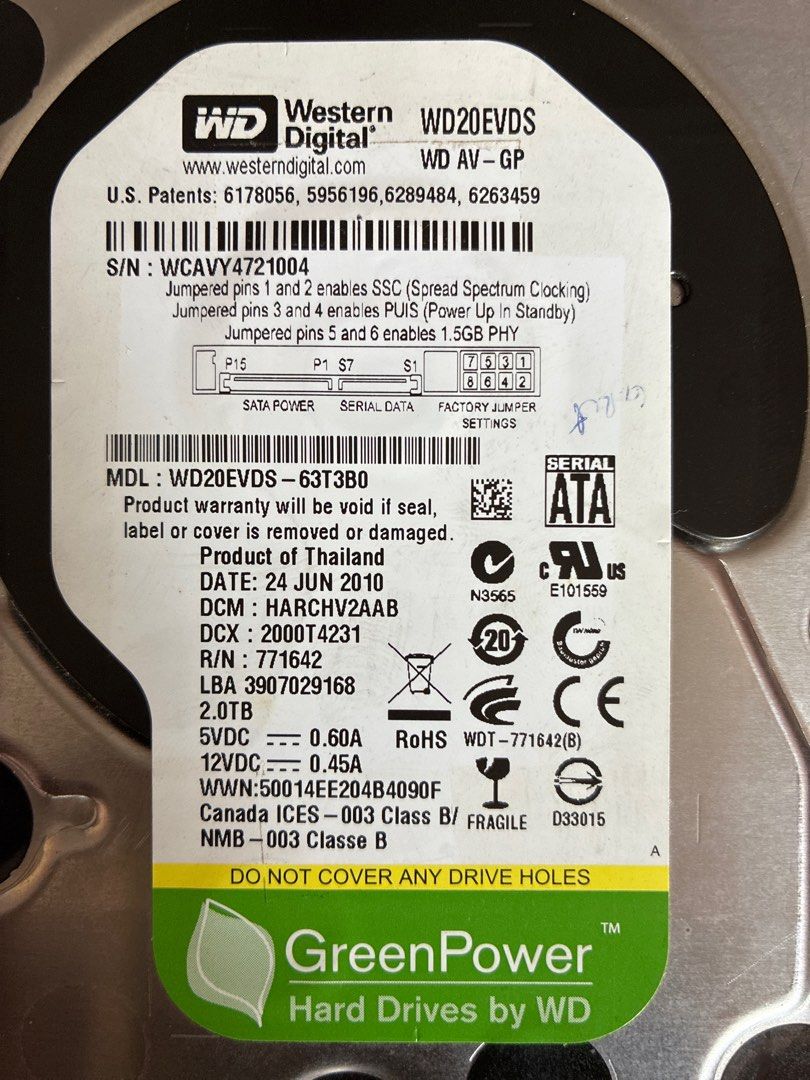 WD Western Digital® WD20EVDS
www.westerndigital.com WD AV-GP
U.S. Patents: 6178056, 5956196,6289484, 6263459
S/N : WCAVY4721004
Jumpered pins 1 and 2 enables SSC (Spread Spectrum Clocking)
Jumpered pins 3 and 4 enables PUIS (Power Up In Standby)
Jumpered pins 5 and 6 enables 1.5GB PHY
P15 P1 S7 S1 7 5 3 1
8 6 4 2
SATA POWER SERIAL DATA FACTORY JUMPER
SETTINGS
MDL : WD20EVDS-63T3B0
SERIAL
ATA
Product warranty will be void if seal,
label or cover is removed or damaged.
Product of Thailand
DATE: 24 JUN 2010
N3565 c RU US E101559
DCM : HARCHV2AAB
DCX : 2000T4231
20
R/N : 771642
LBA 3907029168
CE
2.0TB
5VDC 0.60A RoHS WDT-771642(B)
12VDC 0.45A
WWN:50014EE204B4090F
Canada ICES-003 Class B/ FRAGILE D33015
NMB-003 Classe B
A
DO NOT COVER ANY DRIVE HOLES
GreenPower™
Hard Drives by WD